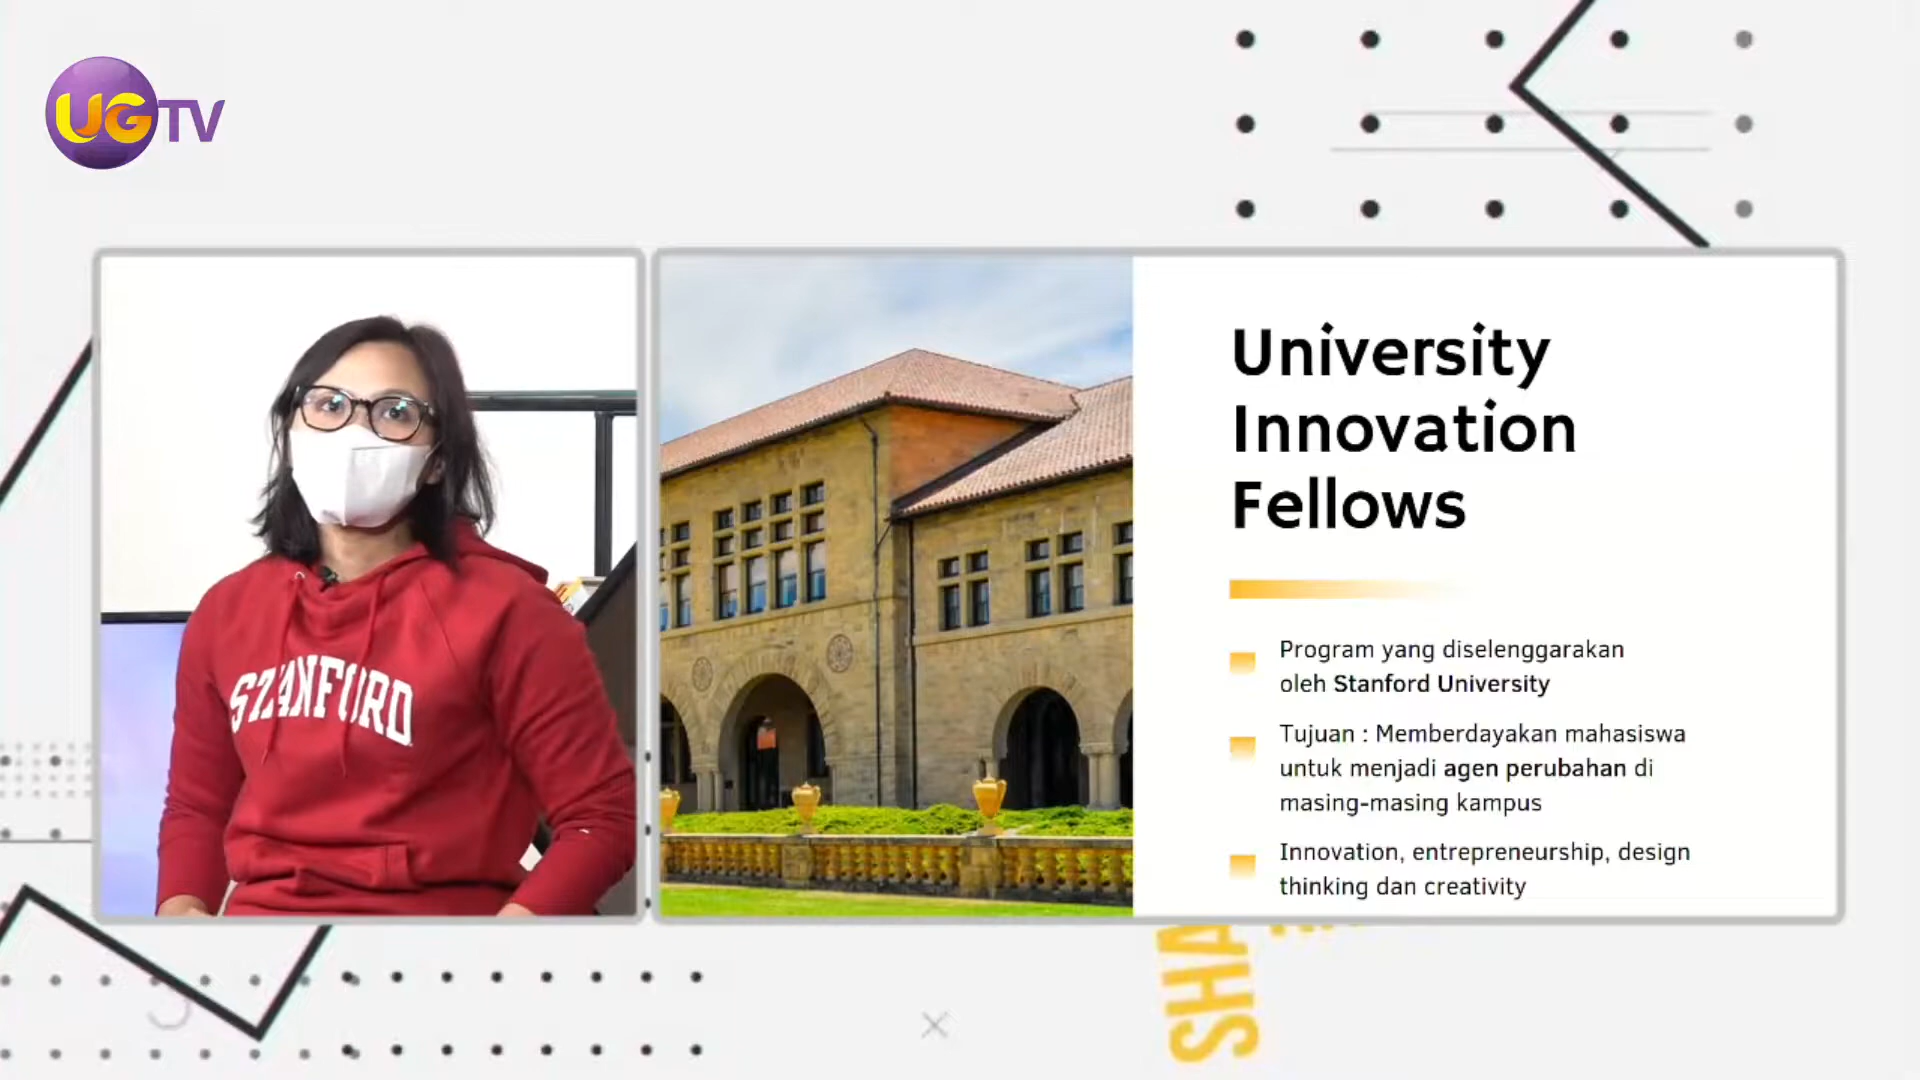 UGTV
STANFORD
University
Innovation
Fellows
Program yang diselenggarakan
oleh Stanford University
Tujuan : Memberdayakan mahasiswa
untuk menjadi agen perubahan di
masing-masing kampus
Innovation, entrepreneurship, design
thinking dan creativity